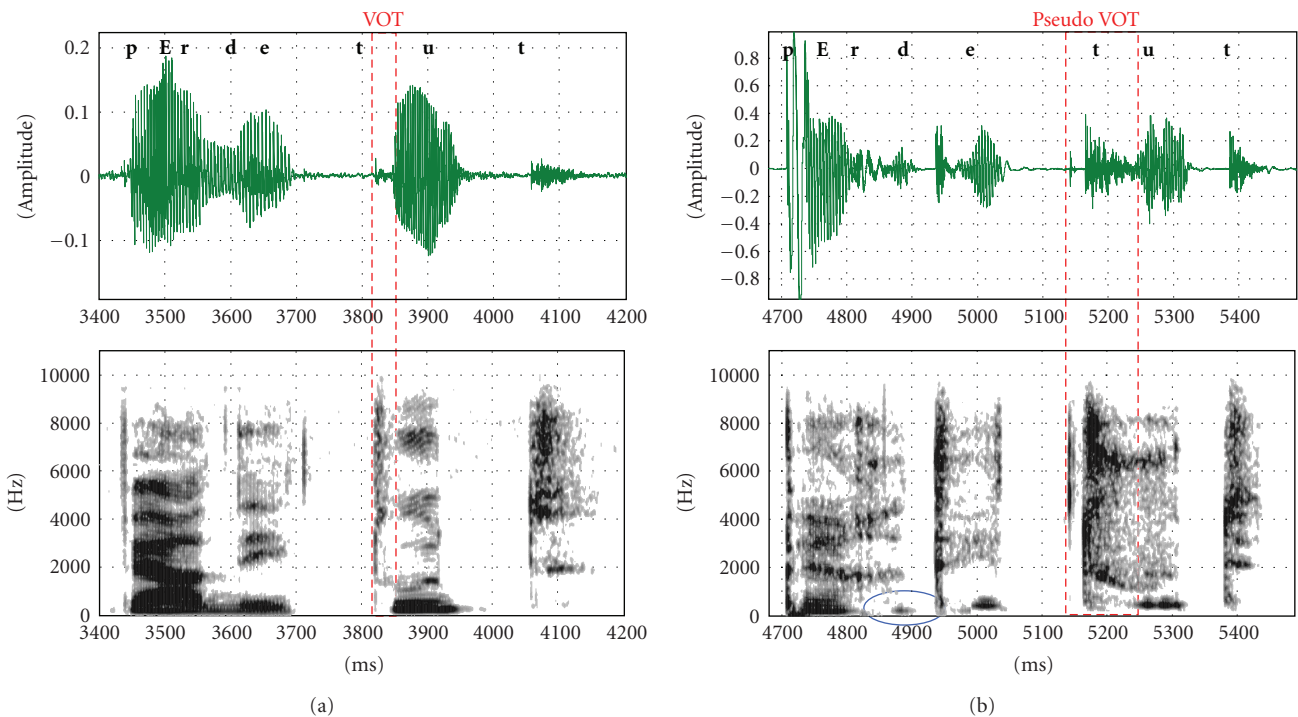 VOT
p E r d e t u t
0.2
0.1
0
−0.1
(Amplitude)
3400 3500 3600 3700 3800 3900 4000 4100 4200
10000
8000
6000
4000
2000
0
(Hz)
3400 3500 3600 3700 3800 3900 4000 4100 4200
(ms)
(a)
Pseudo VOT
p E r d e t u t
0.8
0.6
0.4
0.2
0
−0.2
−0.4
−0.6
−0.8
(Amplitude)
4700 4800 4900 5000 5100 5200 5300 5400
10000
8000
6000
4000
2000
0
(Hz)
4700 4800 4900 5000 5100 5200 5300 5400
(ms)
(b)